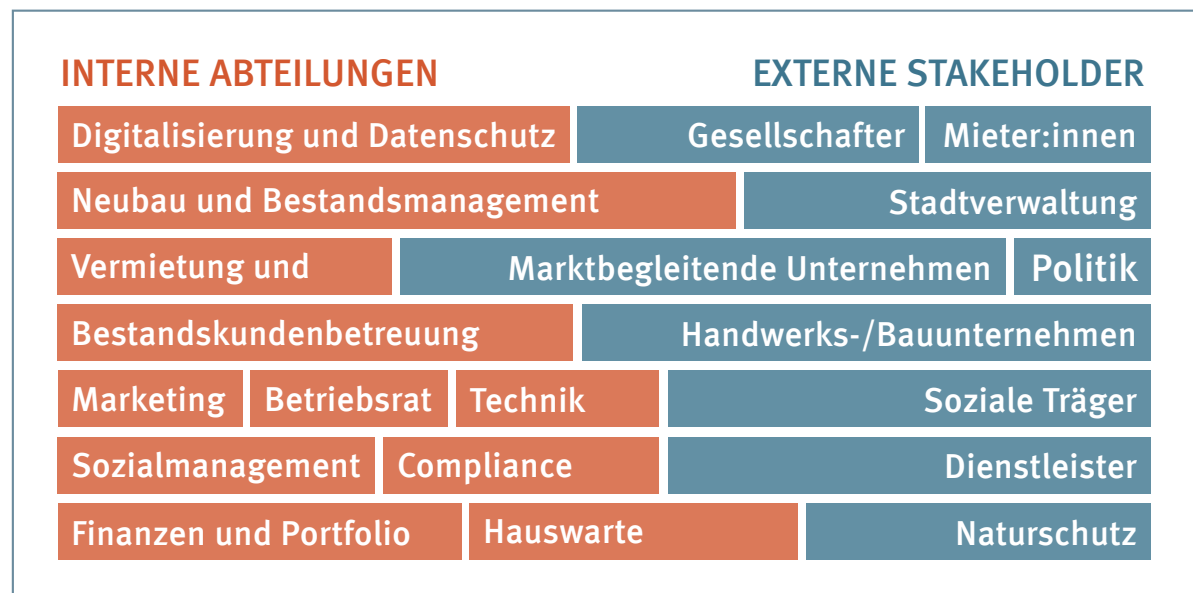 INTERNE ABTEILUNGEN EXTERNE STAKEHOLDER
Digitalisierung und Datenschutz Gesellschafter Mieter:innen
Neubau und Bestandsmanagement Stadtverwaltung
Vermietung und Marktbegleitende Unternehmen Politik
Bestandskundenbetreuung Handwerks-/Bauunternehmen
Marketing Betriebsrat Technik Soziale Träger
Sozialmanagement Compliance Dienstleister
Finanzen und Portfolio Hauswarte Naturschutz